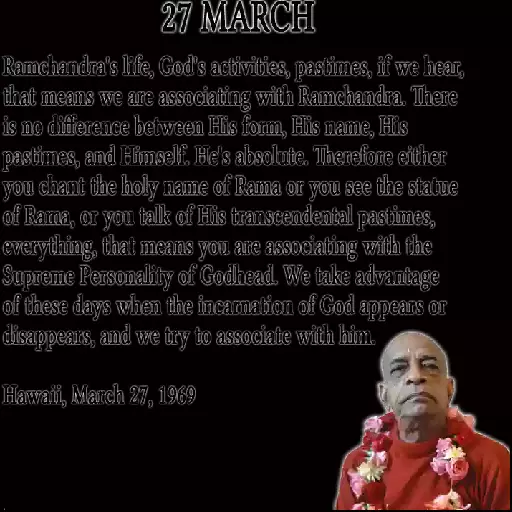 27 MARCH
Ramchandra's life, God's activities, pastimes, if we hear,
that means we are associating with Ramchandra. There
is no difference between His form, His name, His
pastimes, and Himself. He's absolute. Therefore either
you chant the holy name of Rama or you see the statue
of Rama, or you talk of His transcendental pastimes,
everything, that means you are associating with the
Supreme Personality of Godhead. We take advantage
of these days when the incarnation of God appears or
disappears, and we try to associate with him.
Hawaii, March 27, 1969